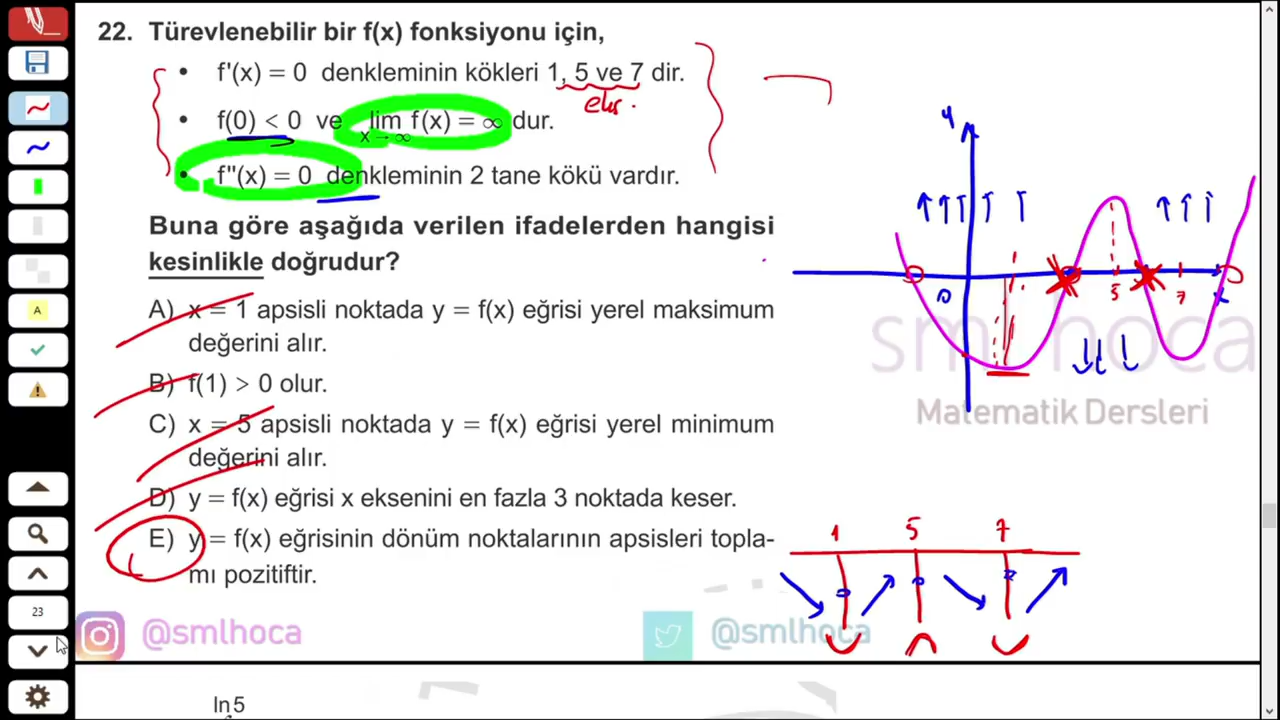 22. Türevlenebilir bir f(x) fonksiyonu için,
• f'(x) = 0 denkleminin kökleri 1, 5 ve 7 dir.
eks.
• f(0) < 0 ve lim f(x) = ∞ dur.
x → ∞
• f"(x) = 0 denkleminin 2 tane kökü vardır.
Buna göre aşağıda verilen ifadelerden hangisi
kesinlikle doğrudur?
A) x = 1 apsisli noktada y = f(x) eğrisi yerel maksimum
değerini alır.
B) f(1) > 0 olur.
C) x = 5 apsisli noktada y = f(x) eğrisi yerel minimum
değerini alır.
D) y = f(x) eğrisi x eksenini en fazla 3 noktada keser.
E) y = f(x) eğrisinin dönüm noktalarının apsisleri topla-
mı pozitiftir.
y
0 1 5 7 x
smlhoca
Matematik Dersleri
1 5 7
@smlhoca
@smlhoca
ln5
A
23